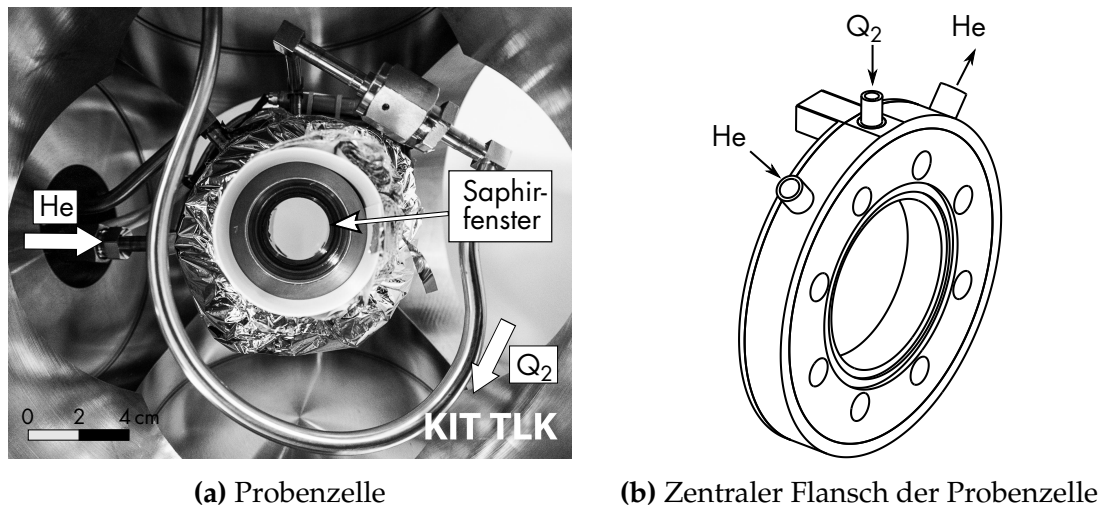 He
Saphir-
fenster
Q₂
0 2 4 cm
KIT TLK
(a) Probenzelle
Q₂
He
He
(b) Zentraler Flansch der Probenzelle